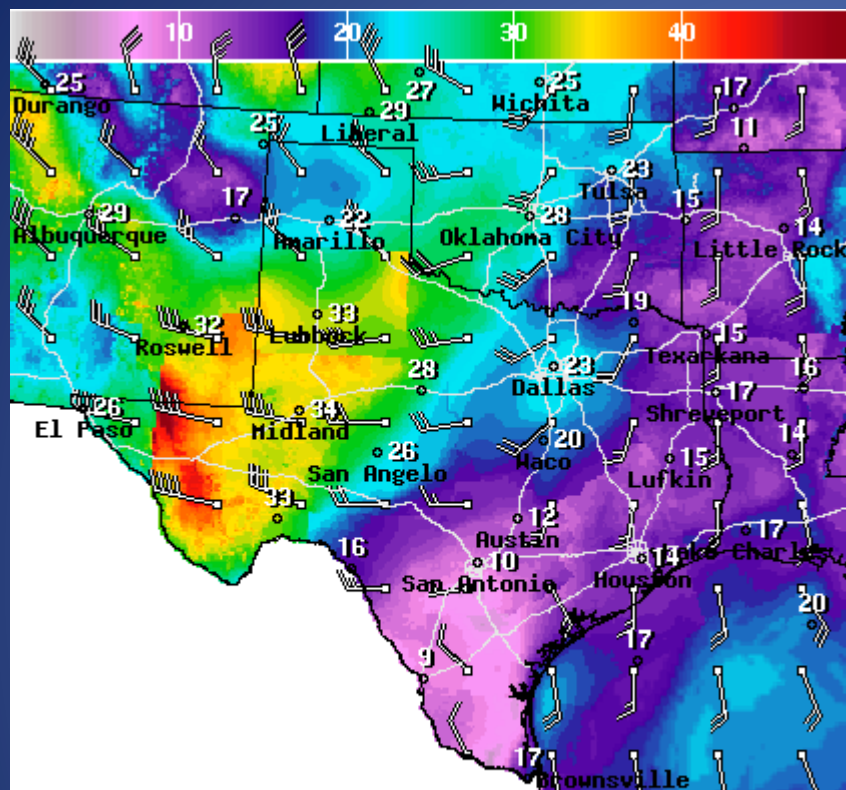 10 20 30 40
25 27 25 17
Durango Wichita
29
Liberal
25 11
23
Tulsa
29 17 22 28 15 14
Albuquerque Amarillo Oklahoma City Little Rock
33 19
32 Lubbock 15
Roswell Texarkana
23 16
Dallas
28 17
26 34 Shreveport
El Paso Midland
20 14
26 Waco 15
San Angelo Lufkin
33 12 17
Austin
16 10 14 Lake Charles
San Antonio Houston
20
9 17
17
Brownsville